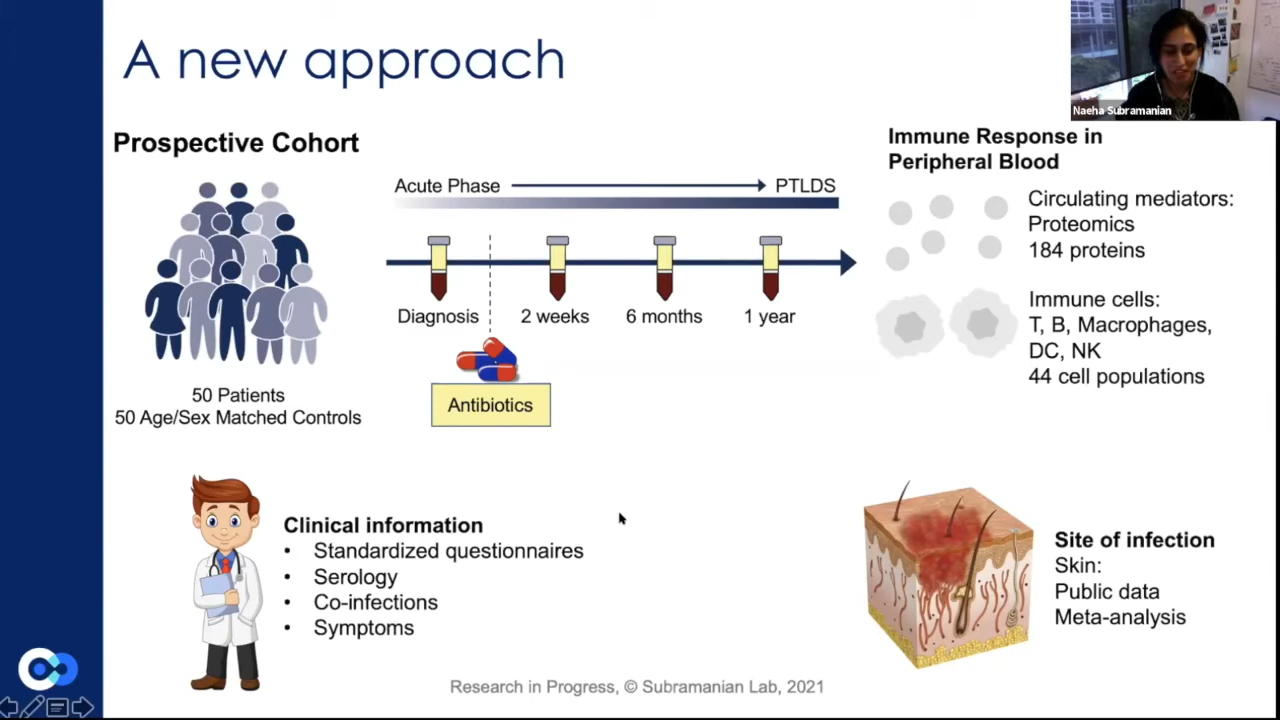 A new approach
Naeha Subramanian
Prospective Cohort
50 Patients
50 Age/Sex Matched Controls
Acute Phase
PTLDS
Diagnosis
2 weeks
6 months
1 year
Antibiotics
Immune Response in
Peripheral Blood
Circulating mediators:
Proteomics
184 proteins
Immune cells:
T, B, Macrophages,
DC, NK
44 cell populations
Clinical information
• Standardized questionnaires
• Serology
• Co-infections
• Symptoms
Site of infection
Skin:
Public data
Meta-analysis
Research in Progress, © Subramanian Lab, 2021